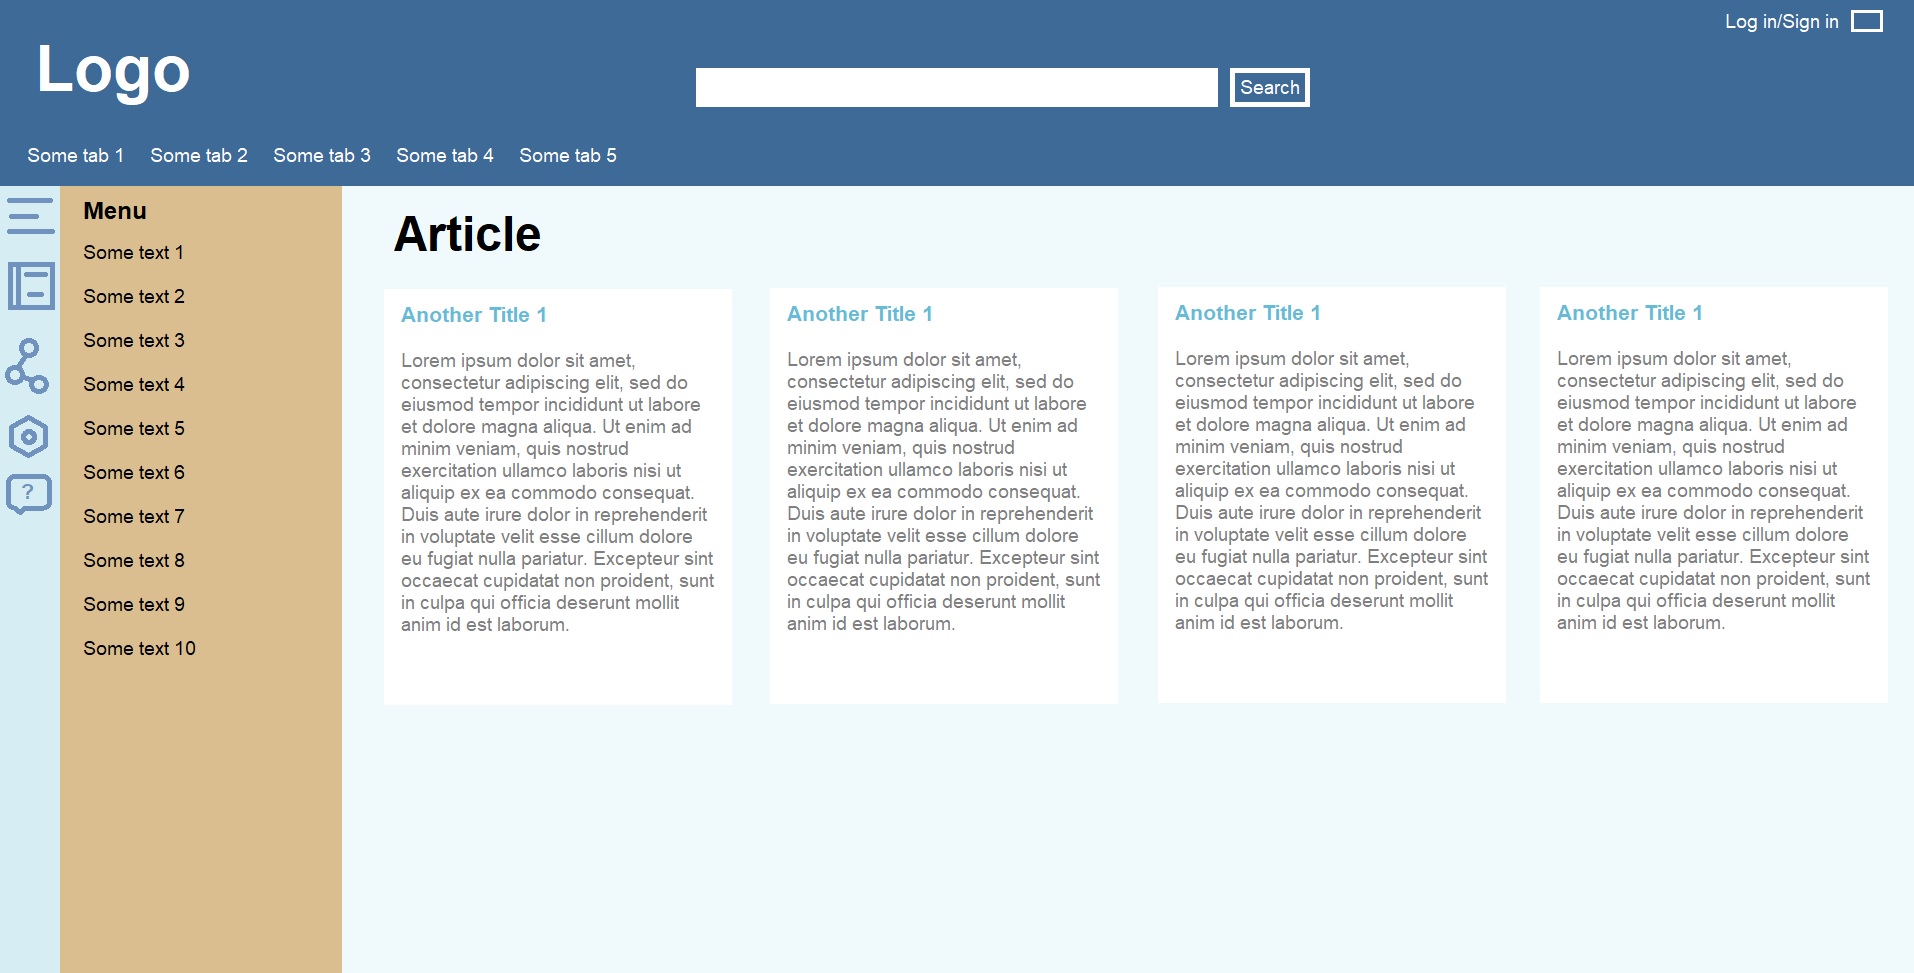 Log in/Sign in
Logo
Search
Some tab 1 Some tab 2 Some tab 3 Some tab 4 Some tab 5
Menu
Some text 1
Some text 2
Some text 3
Some text 4
Some text 5
Some text 6
?
Some text 7
Some text 8
Some text 9
Some text 10
Article
Another Title 1
Lorem ipsum dolor sit amet,
consectetur adipiscing elit, sed do
eiusmod tempor incididunt ut labore
et dolore magna aliqua. Ut enim ad
minim veniam, quis nostrud
exercitation ullamco laboris nisi ut
aliquip ex ea commodo consequat.
Duis aute irure dolor in reprehenderit
in voluptate velit esse cillum dolore
eu fugiat nulla pariatur. Excepteur sint
occaecat cupidatat non proident, sunt
in culpa qui officia deserunt mollit
anim id est laborum.
Another Title 1
Lorem ipsum dolor sit amet,
consectetur adipiscing elit, sed do
eiusmod tempor incididunt ut labore
et dolore magna aliqua. Ut enim ad
minim veniam, quis nostrud
exercitation ullamco laboris nisi ut
aliquip ex ea commodo consequat.
Duis aute irure dolor in reprehenderit
in voluptate velit esse cillum dolore
eu fugiat nulla pariatur. Excepteur sint
occaecat cupidatat non proident, sunt
in culpa qui officia deserunt mollit
anim id est laborum.
Another Title 1
Lorem ipsum dolor sit amet,
consectetur adipiscing elit, sed do
eiusmod tempor incididunt ut labore
et dolore magna aliqua. Ut enim ad
minim veniam, quis nostrud
exercitation ullamco laboris nisi ut
aliquip ex ea commodo consequat.
Duis aute irure dolor in reprehenderit
in voluptate velit esse cillum dolore
eu fugiat nulla pariatur. Excepteur sint
occaecat cupidatat non proident, sunt
in culpa qui officia deserunt mollit
anim id est laborum.
Another Title 1
Lorem ipsum dolor sit amet,
consectetur adipiscing elit, sed do
eiusmod tempor incididunt ut labore
et dolore magna aliqua. Ut enim ad
minim veniam, quis nostrud
exercitation ullamco laboris nisi ut
aliquip ex ea commodo consequat.
Duis aute irure dolor in reprehenderit
in voluptate velit esse cillum dolore
eu fugiat nulla pariatur. Excepteur sint
occaecat cupidatat non proident, sunt
in culpa qui officia deserunt mollit
anim id est laborum.